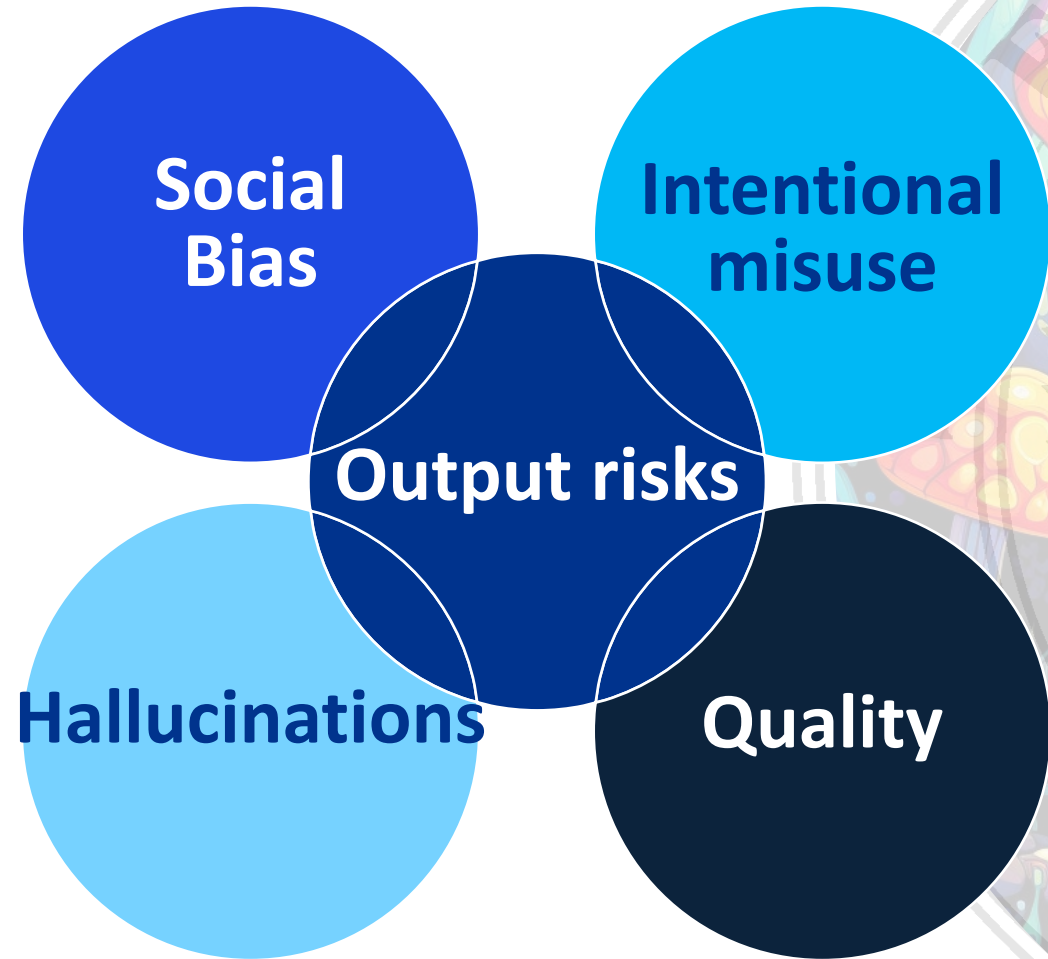 Social
Bias
Intentional
misuse
Output risks
Hallucinations
Quality